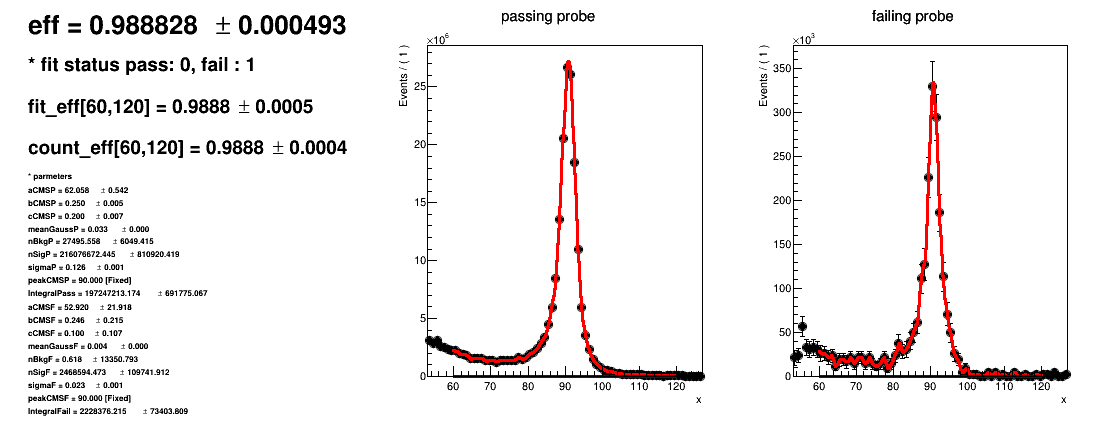 eff = 0.988828 ± 0.000493
* fit status pass: 0, fail : 1
fit_eff[60,120] = 0.9888 ± 0.0005
count_eff[60,120] = 0.9888 ± 0.0004
* parmeters
aCMSP = 62.058 ± 0.542
bCMSP = 0.250 ± 0.005
cCMSP = 0.200 ± 0.007
meanGaussP = 0.033 ± 0.000
nBkgP = 27495.558 ± 6049.415
nSigP = 216076672.445 ± 810920.419
sigmaP = 0.126 ± 0.001
peakCMSP = 90.000 [Fixed]
IntegralPass = 197247213.174 ± 691775.067
aCMSF = 52.920 ± 21.918
bCMSF = 0.246 ± 0.215
cCMSF = 0.100 ± 0.107
meanGaussF = 0.004 ± 0.000
nBkgF = 0.618 ± 13350.793
nSigF = 2468594.473 ± 109741.912
sigmaF = 0.023 ± 0.001
peakCMSF = 90.000 [Fixed]
IntegralFail = 2228376.215 ± 73403.809
passing probe
×10⁶
Events / ( 1 )
25
20
15
10
5
0
60 70 80 90 100 110 120
x
failing probe
×10³
Events / ( 1 )
350
300
250
200
150
100
50
0
60 70 80 90 100 110 120
x